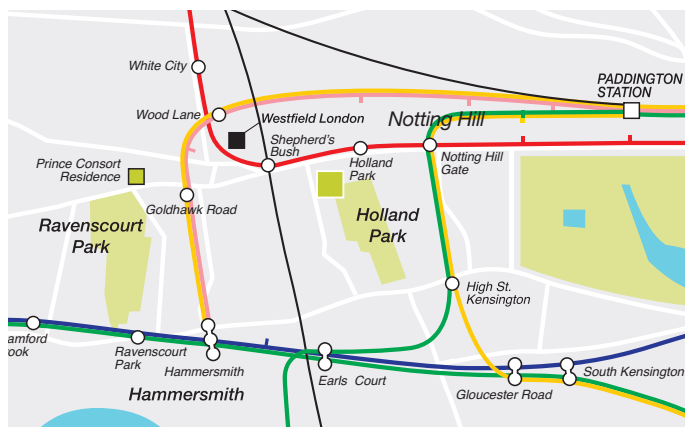 White City
PADDINGTON
STATION
Wood Lane
Westfield London
Notting Hill
Shepherd's
Bush
Holland
Park
Notting Hill
Gate
Prince Consort
Residence
Goldhawk Road
Ravenscourt
Park
Holland
Park
High St.
Kensington
amford
ook
Ravenscourt
Park
Hammersmith
Earls Court
South Kensington
Gloucester Road
Hammersmith